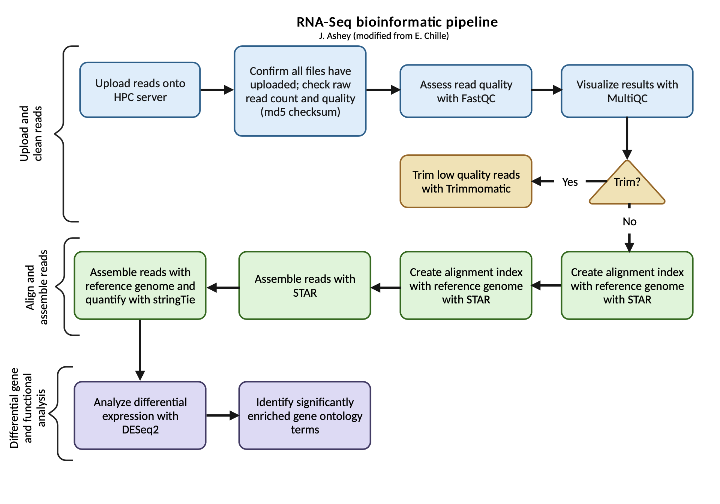 RNA-Seq bioinformatic pipeline
J. Ashey (modified from E. Chille)
Upload and
clean reads
Upload reads onto
HPC server
Confirm all files have
uploaded; check raw
read count and quality
(md5 checksum)
Assess read quality
with FastQC
Visualize results with
MultiQC
Trim low quality reads
with Trimmomatic
Yes
Trim?
No
Align and
assemble reads
Assemble reads with
reference genome and
quantify with stringTie
Assemble reads with
STAR
Create alignment index
with reference genome
with STAR
Create alignment index
with reference genome
with STAR
Differential gene
and functional
analysis
Analyze differential
expression with
DESeq2
Identify significantly
enriched gene ontology
terms